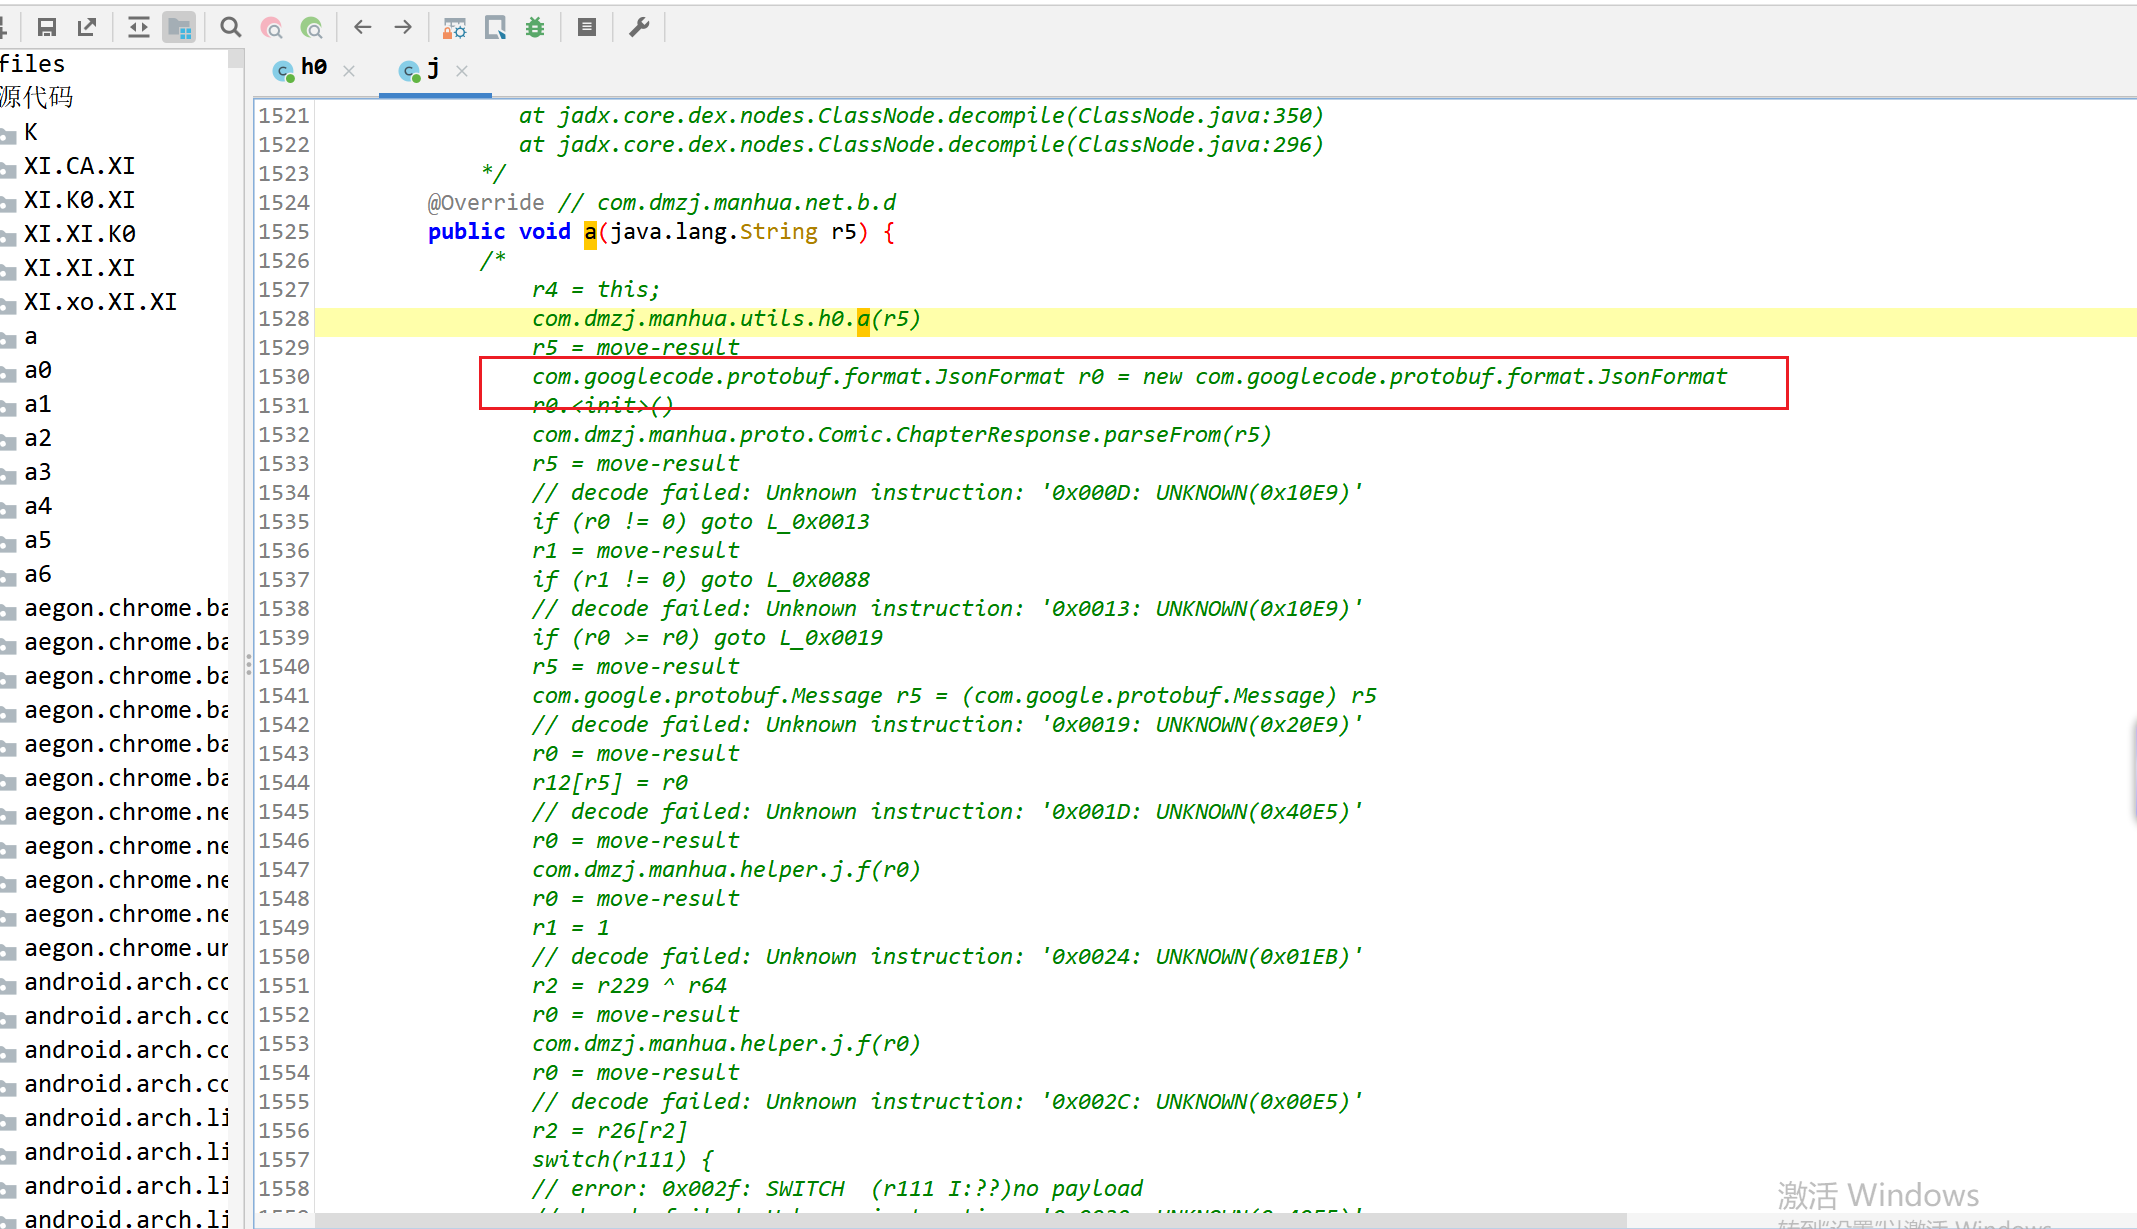 h0
j
files
源代码
K
XI.CA.XI
XI.K0.XI
XI.XI.K0
XI.XI.XI
XI.xo.XI.XI
a
a0
a1
a2
a3
a4
a5
a6
aegon.chrome.ba
aegon.chrome.ba
aegon.chrome.ba
aegon.chrome.ba
aegon.chrome.ba
aegon.chrome.ba
aegon.chrome.ne
aegon.chrome.ne
aegon.chrome.ne
aegon.chrome.ne
aegon.chrome.ur
android.arch.co
android.arch.co
android.arch.co
android.arch.co
android.arch.li
android.arch.li
android.arch.li
android.arch.li
1521 at jadx.core.dex.nodes.ClassNode.decompile(ClassNode.java:350)
1522 at jadx.core.dex.nodes.ClassNode.decompile(ClassNode.java:296)
1523 */
1524 @Override // com.dmzj.manhua.net.b.d
1525 public void a(java.lang.String r5) {
1526 /*
1527 r4 = this;
1528 com.dmzj.manhua.utils.h0.a(r5)
1529 r5 = move-result
1530 com.googlecode.protobuf.format.JsonFormat r0 = new com.googlecode.protobuf.format.JsonFormat
1531 r0.<init>()
1532 com.dmzj.manhua.proto.Comic.ChapterResponse.parseFrom(r5)
1533 r5 = move-result
1534 // decode failed: Unknown instruction: '0x000D: UNKNOWN(0x10E9)'
1535 if (r0 != 0) goto L_0x0013
1536 r1 = move-result
1537 if (r1 != 0) goto L_0x0088
1538 // decode failed: Unknown instruction: '0x0013: UNKNOWN(0x10E9)'
1539 if (r0 >= r0) goto L_0x0019
1540 r5 = move-result
1541 com.google.protobuf.Message r5 = (com.google.protobuf.Message) r5
1542 // decode failed: Unknown instruction: '0x0019: UNKNOWN(0x20E9)'
1543 r0 = move-result
1544 r12[r5] = r0
1545 // decode failed: Unknown instruction: '0x001D: UNKNOWN(0x40E5)'
1546 r0 = move-result
1547 com.dmzj.manhua.helper.j.f(r0)
1548 r0 = move-result
1549 r1 = 1
1550 // decode failed: Unknown instruction: '0x0024: UNKNOWN(0x01EB)'
1551 r2 = r229 ^ r64
1552 r0 = move-result
1553 com.dmzj.manhua.helper.j.f(r0)
1554 r0 = move-result
1555 // decode failed: Unknown instruction: '0x002C: UNKNOWN(0x00E5)'
1556 r2 = r26[r2]
1557 switch(r111) {
1558 // error: 0x002f: SWITCH (r111 I:??)no payload
激活 Windows
转到"设置"以激活 Windows